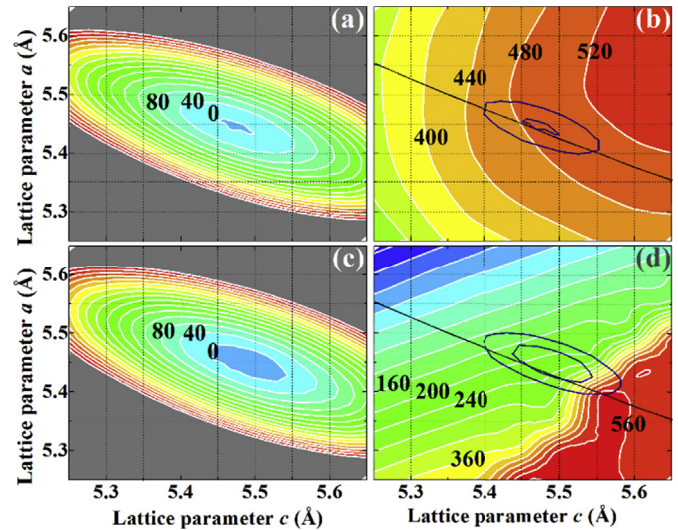 (a)
5.6
5.5
5.4
5.3
Lattice parameter a (Å)
80 40 0
(b)
480 520
440
400
(c)
5.6
5.5
5.4
5.3
Lattice parameter a (Å)
80 40 0
5.3 5.4 5.5 5.6
Lattice parameter c (Å)
(d)
160 200 240
360
560
5.3 5.4 5.5 5.6
Lattice parameter c (Å)